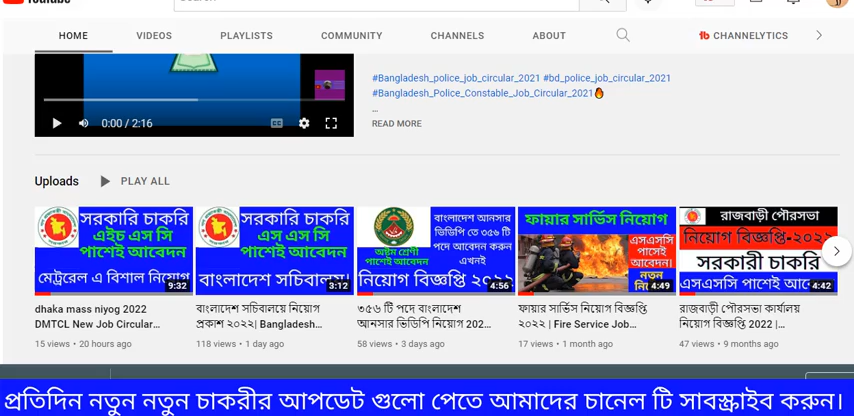 HOME VIDEOS PLAYLISTS COMMUNITY CHANNELS ABOUT CHANNELYTICS
#Bangladesh_police_job_circular_2021 #bd_police_job_circular_2021
#Bangladesh_Police_Constable_Job_Circular_2021🔥
...
READ MORE
0:00 / 2:16
Uploads PLAY ALL
সরকারি চাকরি
এইচ এস সি
পাশেই আবেদন
মেট্ররেল এ বিশাল নিয়োগ
9:32
সরকারি চাকরি
এস এস সি
পাশেই আবেদন
বাংলাদেশ সচিবালয়।
3:12
বাংলাদেশ আনসার
ভিডিপি তে ৩৫৬ টি
পদে আবেদন করুন
এখনই
অষ্টম শ্রেণী
পাশেই আবেদন
নিয়োগ বিজ্ঞপ্তি ২০২২
4:56
ফায়ার সার্ভিস নিয়োগ
এসএসসি
পাসেই
আবেদন।
নতুন
4:49
রাজবাড়ী পৌরসভা
নিয়োগ বিজ্ঞপ্তি-২০২২
সরকারী চাকরি
এসএসসি পাশেই
4:42
dhaka mass niyog 2022
DMTCL New Job Circular...
15 views • 20 hours ago
বাংলাদেশ সচিবালয়ে নিয়োগ
প্রকাশ ২০২২| Bangladesh...
118 views • 1 day ago
৩৫৬ টি পদে বাংলাদেশ
আনসার ভিডিপি নিয়োগ 202...
58 views • 3 days ago
ফায়ার সার্ভিস নিয়োগ বিজ্ঞপ্তি
২০২২ | Fire Service Job...
17 views • 1 month ago
রাজবাড়ী পৌরসভা কার্যালয়
নিয়োগ বিজ্ঞপ্তি 2022 |...
47 views • 9 months ago
প্রতিদিন নতুন নতুন চাকরীর আপডেট গুলো পেতে আমাদের চানেল টি সাবস্ক্রাইব করুন।